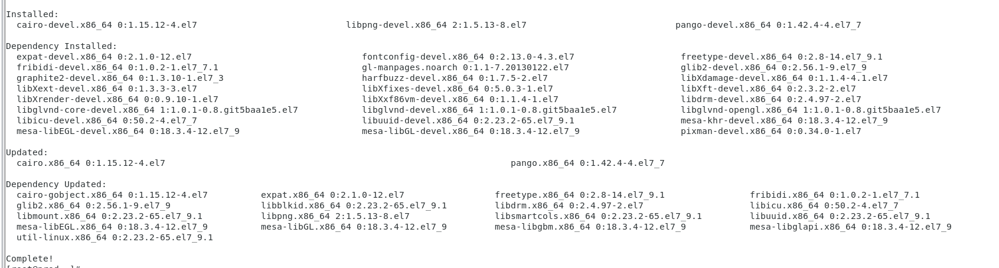 Installed:
cairo-devel.x86_64 0:1.15.12-4.el7 libpng-devel.x86_64 2:1.5.13-8.el7 pango-devel.x86_64 0:1.42.4-4.el7_7
Dependency Installed:
expat-devel.x86_64 0:2.1.0-12.el7 fontconfig-devel.x86_64 0:2.13.0-4.3.el7 freetype-devel.x86_64 0:2.8-14.el7_9.1
fribidi-devel.x86_64 0:1.0.2-1.el7_7.1 gl-manpages.noarch 0:1.1-7.20130122.el7 glib2-devel.x86_64 0:2.56.1-9.el7_9
graphite2-devel.x86_64 0:1.3.10-1.el7_3 harfbuzz-devel.x86_64 0:1.7.5-2.el7 libXdamage-devel.x86_64 0:1.1.4-4.1.el7
libXext-devel.x86_64 0:1.3.3-3.el7 libXfixes-devel.x86_64 0:5.0.3-1.el7 libXft-devel.x86_64 0:2.3.2-2.el7
libXrender-devel.x86_64 0:0.9.10-1.el7 libXxf86vm-devel.x86_64 0:1.1.4-1.el7 libdrm-devel.x86_64 0:2.4.97-2.el7
libglvnd-core-devel.x86_64 1:1.0.1-0.8.git5baa1e5.el7 libglvnd-devel.x86_64 1:1.0.1-0.8.git5baa1e5.el7 libglvnd-opengl.x86_64 1:1.0.1-0.8.git5baa1e5.el7
libicu-devel.x86_64 0:50.2-4.el7_7 libuuid-devel.x86_64 0:2.23.2-65.el7_9.1 mesa-khr-devel.x86_64 0:18.3.4-12.el7_9
mesa-libEGL-devel.x86_64 0:18.3.4-12.el7_9 mesa-libGL-devel.x86_64 0:18.3.4-12.el7_9 pixman-devel.x86_64 0:0.34.0-1.el7
Updated:
cairo.x86_64 0:1.15.12-4.el7 pango.x86_64 0:1.42.4-4.el7_7
Dependency Updated:
cairo-gobject.x86_64 0:1.15.12-4.el7 expat.x86_64 0:2.1.0-12.el7 freetype.x86_64 0:2.8-14.el7_9.1 fribidi.x86_64 0:1.0.2-1.el7_7.1
glib2.x86_64 0:2.56.1-9.el7_9 libblkid.x86_64 0:2.23.2-65.el7_9.1 libdrm.x86_64 0:2.4.97-2.el7 libicu.x86_64 0:50.2-4.el7_7
libmount.x86_64 0:2.23.2-65.el7_9.1 libpng.x86_64 2:1.5.13-8.el7 libsmartcols.x86_64 0:2.23.2-65.el7_9.1 libuuid.x86_64 0:2.23.2-65.el7_9.1
mesa-libEGL.x86_64 0:18.3.4-12.el7_9 mesa-libGL.x86_64 0:18.3.4-12.el7_9 mesa-libgbm.x86_64 0:18.3.4-12.el7_9 mesa-libglapi.x86_64 0:18.3.4-12.el7_9
util-linux.x86_64 0:2.23.2-65.el7_9.1
Complete!